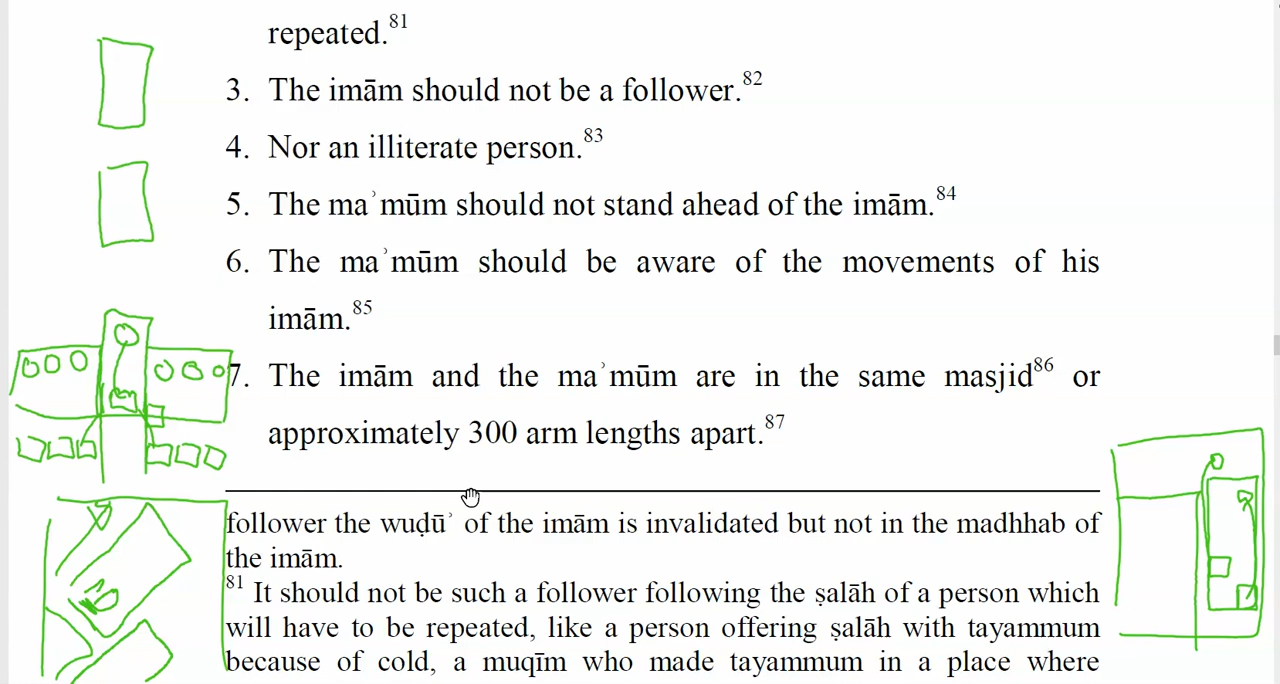 repeated.81
3. The imām should not be a follower.82
4. Nor an illiterate person.83
5. The maʾmūm should not stand ahead of the imām.84
6. The maʾmūm should be aware of the movements of his
imām.85
7. The imām and the maʾmūm are in the same masjid86 or
approximately 300 arm lengths apart.87
follower the wuḍūʾ of the imām is invalidated but not in the madhhab of
the imām.
81 It should not be such a follower following the ṣalāh of a person which
will have to be repeated, like a person offering ṣalāh with tayammum
because of cold, a muqīm who made tayammum in a place where